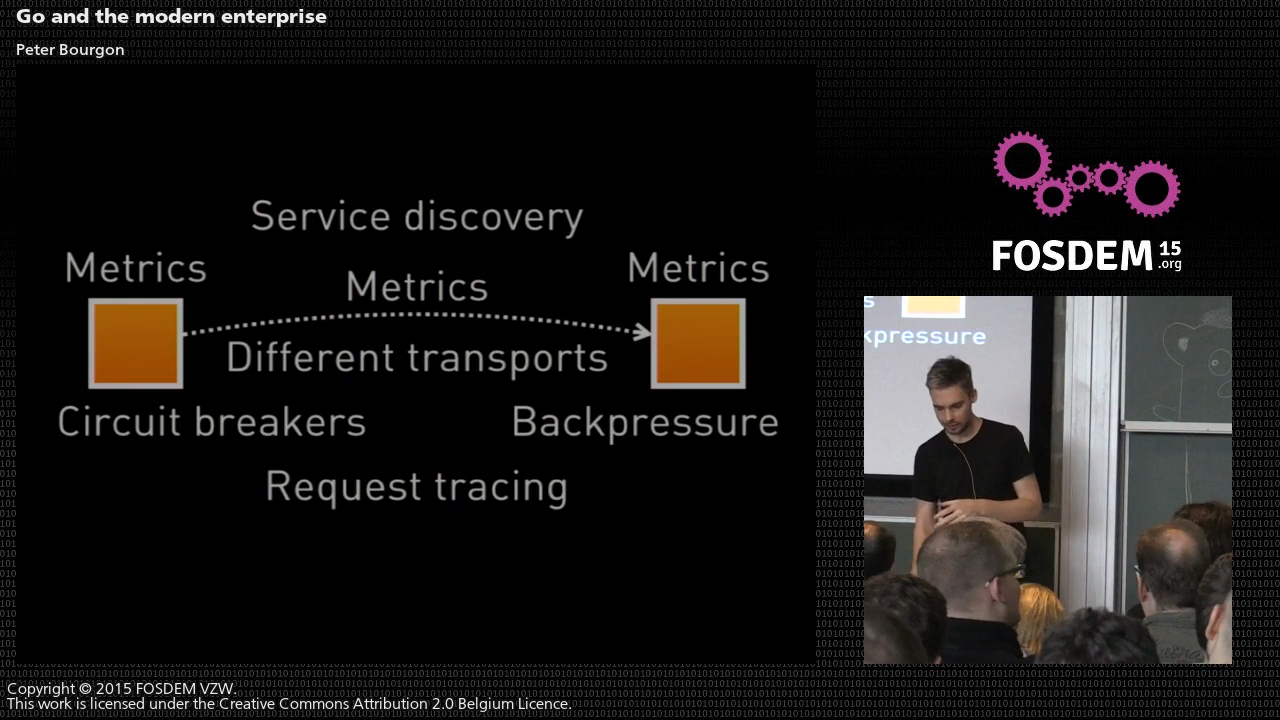 Go and the modern enterprise
Peter Bourgon
Service discovery
Metrics
Metrics
Metrics
Different transports
Circuit breakers
Backpressure
Request tracing
FOSDEM 15
.org
s
kpressure
Copyright © 2015 FOSDEM VZW.
This work is licensed under the Creative Commons Attribution 2.0 Belgium Licence.